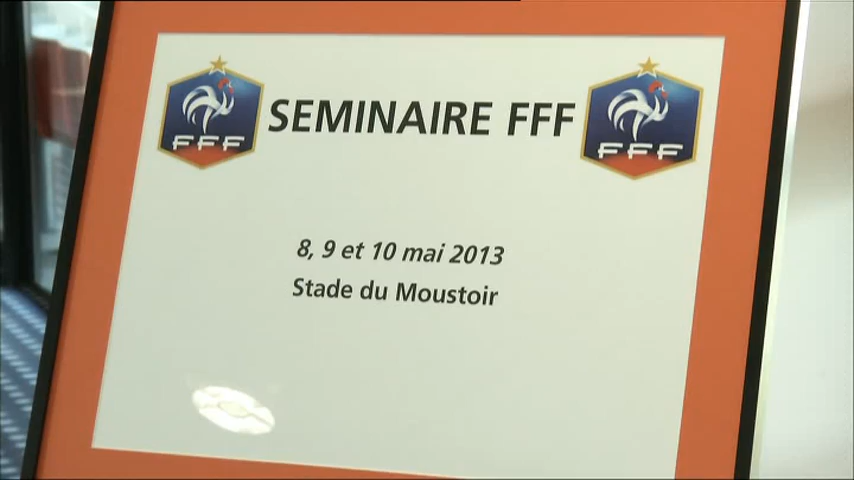 FFF SEMINAIRE FFF FFF
8, 9 et 10 mai 2013
Stade du Moustoir